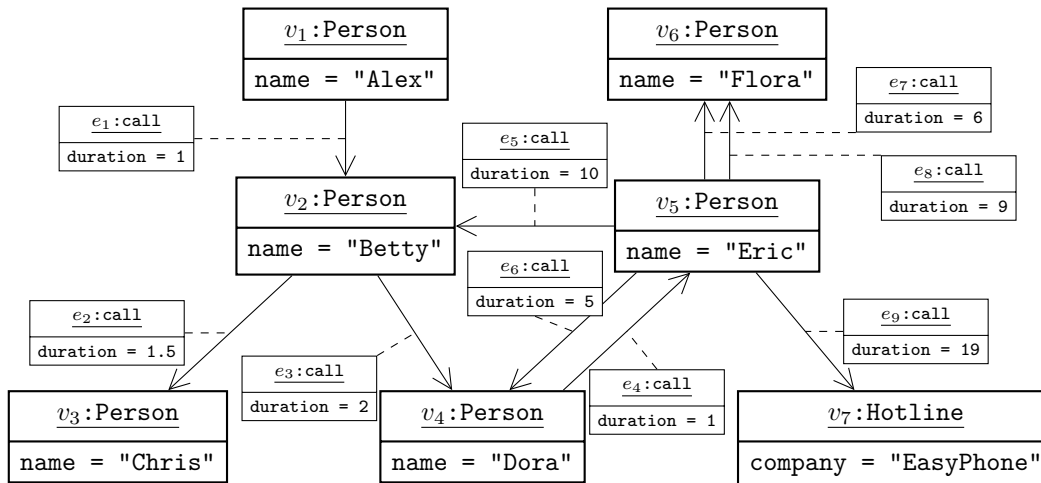 v₁:Person
name = "Alex"
v₆:Person
name = "Flora"
e₇:call
duration = 6
e₁:call
duration = 1
e₅:call
duration = 10
e₈:call
duration = 9
v₂:Person
name = "Betty"
v₅:Person
name = "Eric"
e₆:call
duration = 5
e₂:call
duration = 1.5
e₉:call
duration = 19
e₃:call
duration = 2
e₄:call
duration = 1
v₃:Person
name = "Chris"
v₄:Person
name = "Dora"
v₇:Hotline
company = "EasyPhone"